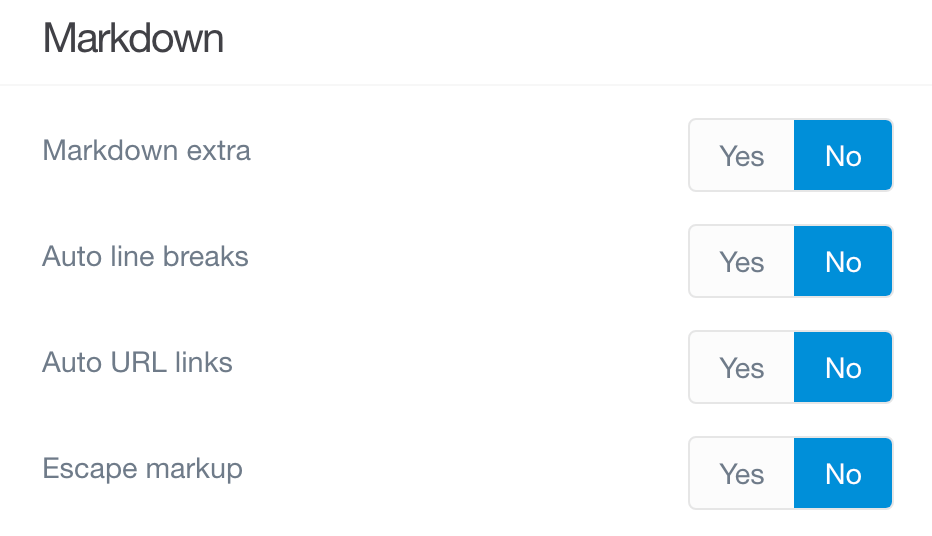 Markdown
Markdown extra Yes No
Auto line breaks Yes No
Auto URL links Yes No
Escape markup Yes No